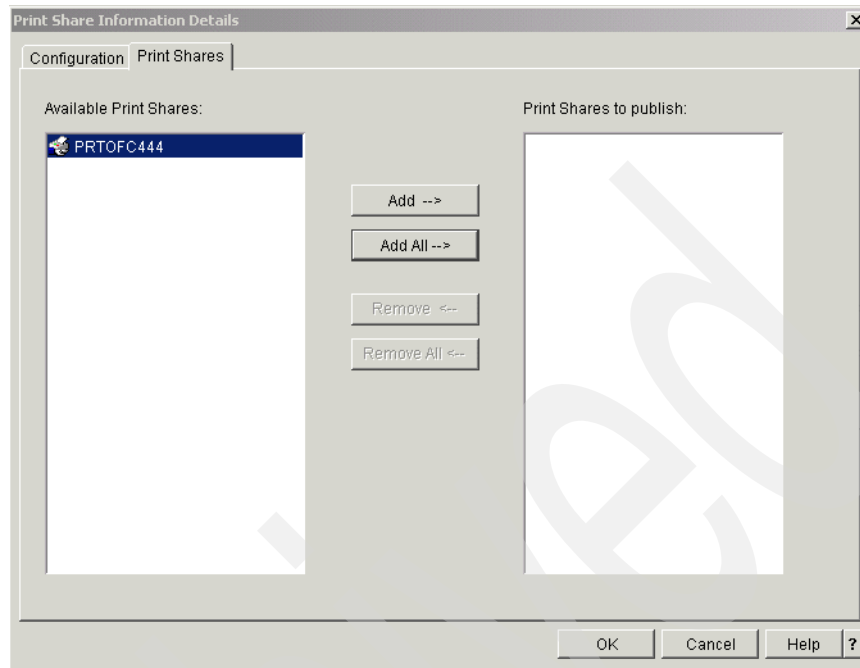 Print Share Information Details
Configuration
Print Shares
Available Print Shares:
Print Shares to publish:
PRTOFC444
Add -->
Add All -->
Remove <--
Remove All <--
OK
Cancel
Help
?